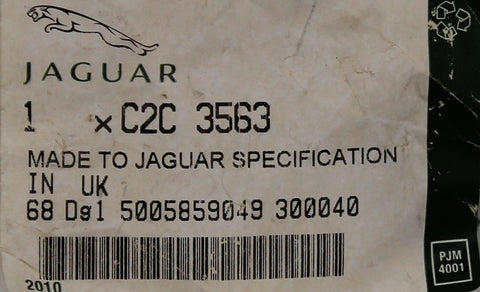 JAGUAR
1 x C2C 3563
MADE TO JAGUAR SPECIFICATION
IN UK
68 Dg1 5005859049 300040
2010
PJM
4001